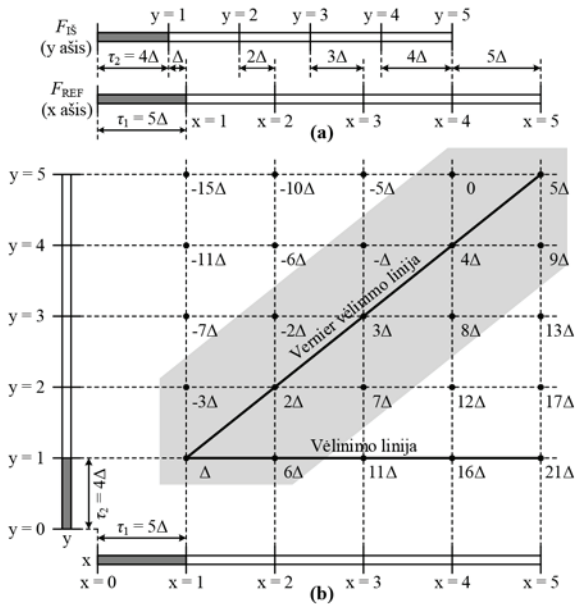 y = 1 y = 2 y = 3 y = 4 y = 5
F_IŠ
(y ašis)
τ₂ = 4Δ Δ 2Δ 3Δ 4Δ 5Δ
F_REF
(x ašis)
τ₁ = 5Δ x = 1 x = 2 x = 3 x = 4 x = 5
(a)
y = 5 -15Δ -10Δ -5Δ 0 5Δ
y = 4 -11Δ -6Δ -Δ 4Δ 9Δ
Vernier vėlinimo linija
y = 3 -7Δ -2Δ 3Δ 8Δ 13Δ
y = 2 -3Δ 2Δ 7Δ 12Δ 17Δ
Vėlinimo linija
y = 1 Δ 6Δ 11Δ 16Δ 21Δ
τ₂ = 4Δ
y = 0
y τ₁ = 5Δ
x
x = 0 x = 1 x = 2 x = 3 x = 4 x = 5
(b)